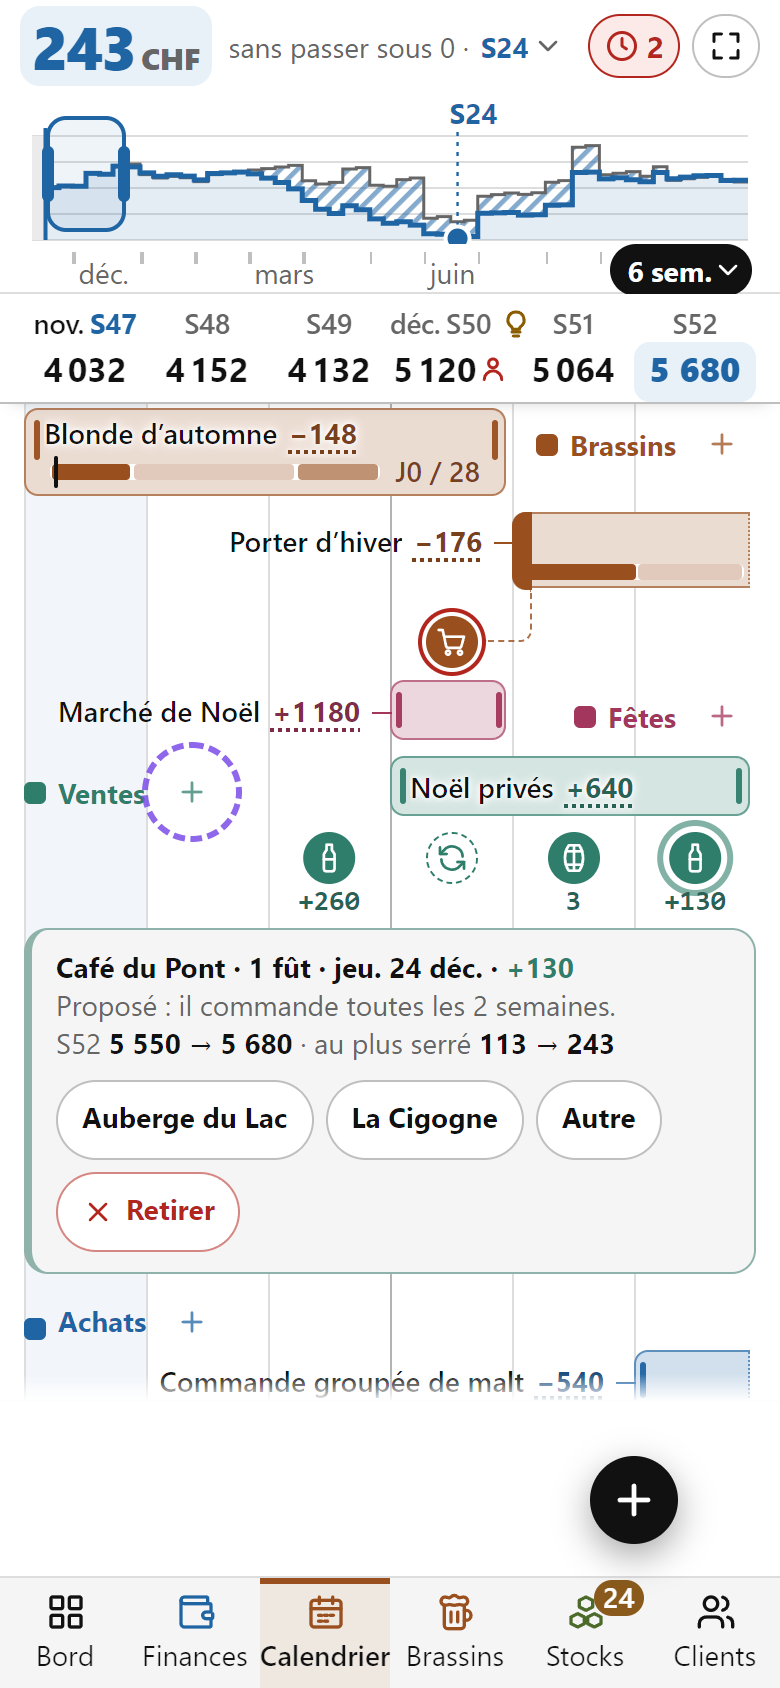 243 CHF sans passer sous 0 · S24 2
S24
déc. mars juin 6 sem.
nov. S47 S48 S49 déc. S50 S51 S52
4 032 4 152 4 132 5 120 5 064 5 680
Blonde d’automne −148
J0 / 28
Brassins +
Porter d’hiver −176
Marché de Noël +1 180
Fêtes +
Ventes +
Noël privés +640
+260 3 +130
Café du Pont · 1 fût · jeu. 24 déc. · +130
Proposé : il commande toutes les 2 semaines.
S52 5 550 → 5 680 · au plus serré 113 → 243
Auberge du Lac La Cigogne Autre
Retirer
Achats +
Commande groupée de malt −540
24
Bord Finances Calendrier Brassins Stocks Clients